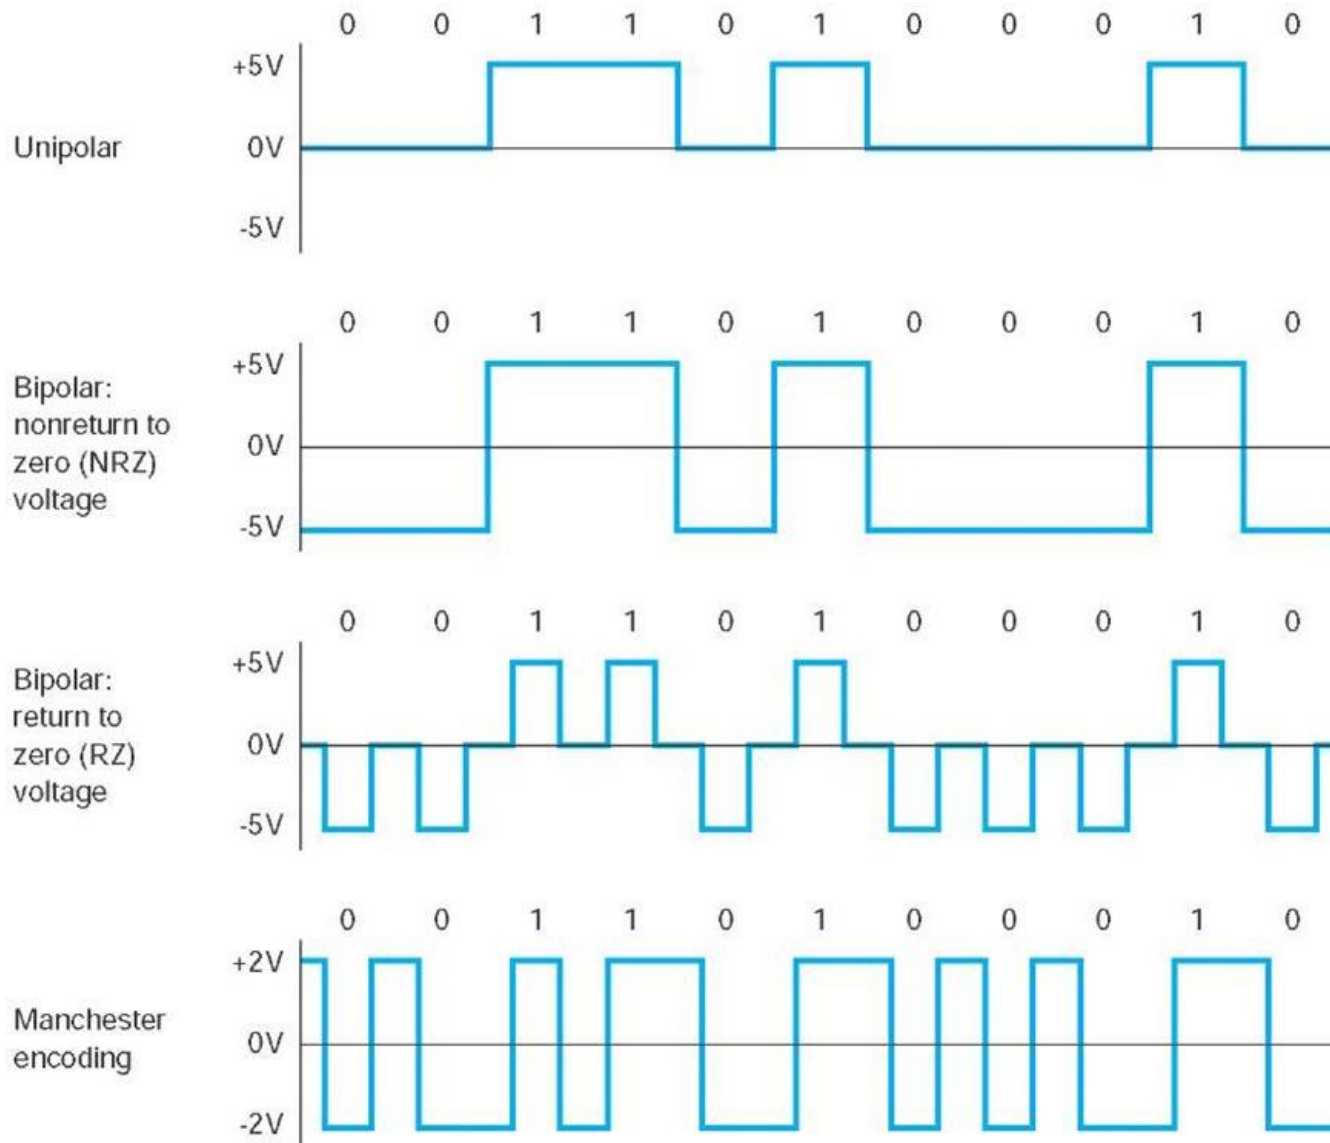 0 0 1 1 0 1 0 0 0 1 0
+5V
Unipolar
0V
-5V
0 0 1 1 0 1 0 0 0 1 0
+5V
Bipolar:
nonreturn to
0V
zero (NRZ)
voltage
-5V
0 0 1 1 0 1 0 0 0 1 0
+5V
Bipolar:
return to
0V
zero (RZ)
voltage
-5V
0 0 1 1 0 1 0 0 0 1 0
+2V
Manchester
0V
encoding
-2V